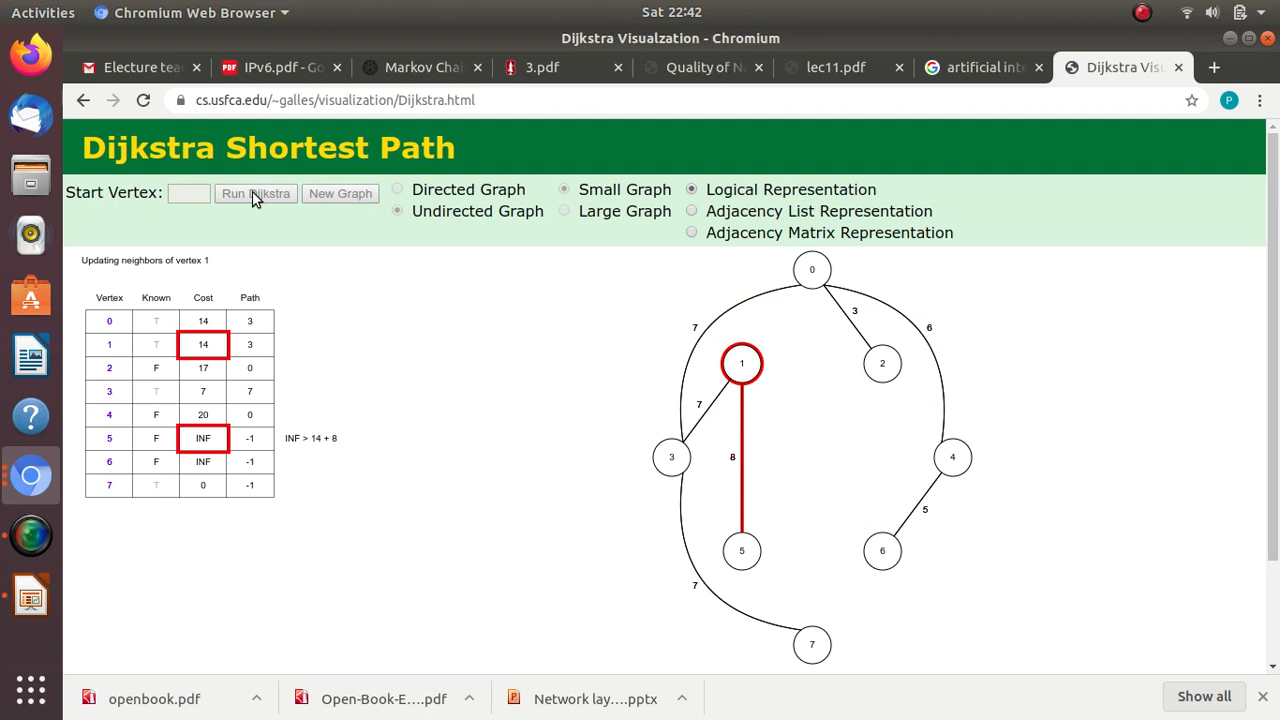 Activities
Chromium Web Browser
Sat 22:42
Dijkstra Visualzation - Chromium
Electure tea
IPv6.pdf - Go
Markov Chai
3.pdf
Quality of N
lec11.pdf
artificial inte
Dijkstra Visu
cs.usfca.edu/~galles/visualization/Dijkstra.html
P
Dijkstra Shortest Path
Start Vertex:
Run Dijkstra
New Graph
Directed Graph
Small Graph
Logical Representation
Undirected Graph
Large Graph
Adjacency List Representation
Adjacency Matrix Representation
Updating neighbors of vertex 1
Vertex Known Cost Path
0 T 14 3
1 T 14 3
2 F 17 0
3 T 7 7
4 F 20 0
5 F INF -1 INF > 14 + 8
6 F INF -1
7 T 0 -1
0
3
7
6
1
2
7
8
3
4
5
5
6
7
7
openbook.pdf
Open-Book-E....pdf
Network lay....pptx
Show all